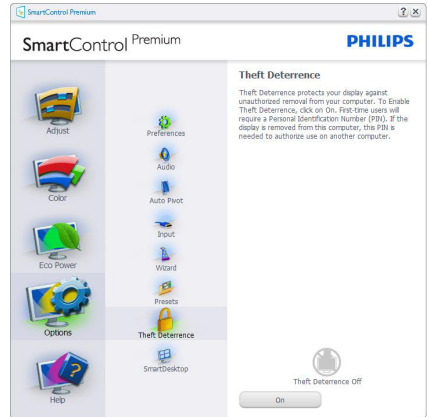 SmartControl Premium
? ×
SmartControl Premium
PHILIPS
Adjust
Color
Eco Power
Options
Help
Preferences
Audio
Auto Pivot
Input
Wizard
Presets
Theft Deterrence
SmartDesktop
Theft Deterrence
Theft Deterrence protects your display against
unauthorized removal from your computer. To Enable
Theft Deterrence, click on On. First-time users will
require a Personal Identification Number (PIN). If the
display is removed from this computer, this PIN is
needed to authorize use on another computer.
Theft Deterrence Off
On